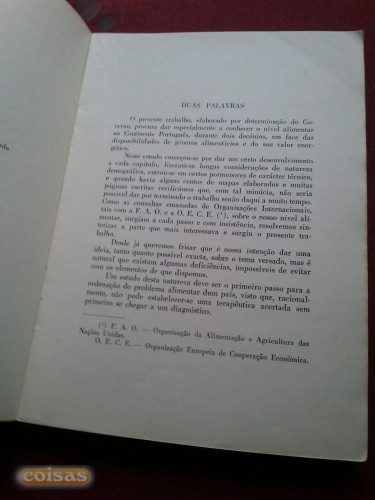 DUAS PALAVRAS
O presente trabalho, elaborado por determinação do Go-
verno, procura dar especialmente a conhecer o nível alimentar
no Continente Português, durante dois decénios, em face das
disponibilidades de géneros alimentícios e do seu valor ener-
gético.
Neste estudo começou-se por dar um certo desenvolvimento
a cada capítulo, fizeram-se longas considerações de natureza
demográfica, entrou-se em certos pormenores de carácter técnico,
e quando havia alguns centos de mapas elaborados e muitas
páginas escritas verificámos que, com tal minúcia, não seria
possível dar por terminado o trabalho senão daqui a muito tempo.
Como as consultas emanadas de Organizações Internacionais,
tais com a F. A. O. e a O. E. C. E. (¹), sobre o nosso nível ali-
mentar, surgiam a cada passo e com insistência, resolvemos sin-
tetizar a parte que mais interessava e surgiu o presente tra-
balho.
Desde já queremos frisar que é nossa intenção dar uma
ideia, tanto quanto possível exacta, sobre o tema versado, mas é
natural que existam algumas deficiências, impossíveis de evitar
com os elementos de que dispomos.
Um estudo desta natureza deve ser o primeiro passo para a
ordenação do problema alimentar dum país, visto que, racional-
mente, não pode estabelecer-se uma terapêutica acertada sem
primeiro se chegar a um diagnóstico.
(¹) F. A. O. — Organização da Alimentação e Agricultura das
Nações Unidas.
O. E. C. E. — Organização Europeia de Cooperação Económica.
coisas